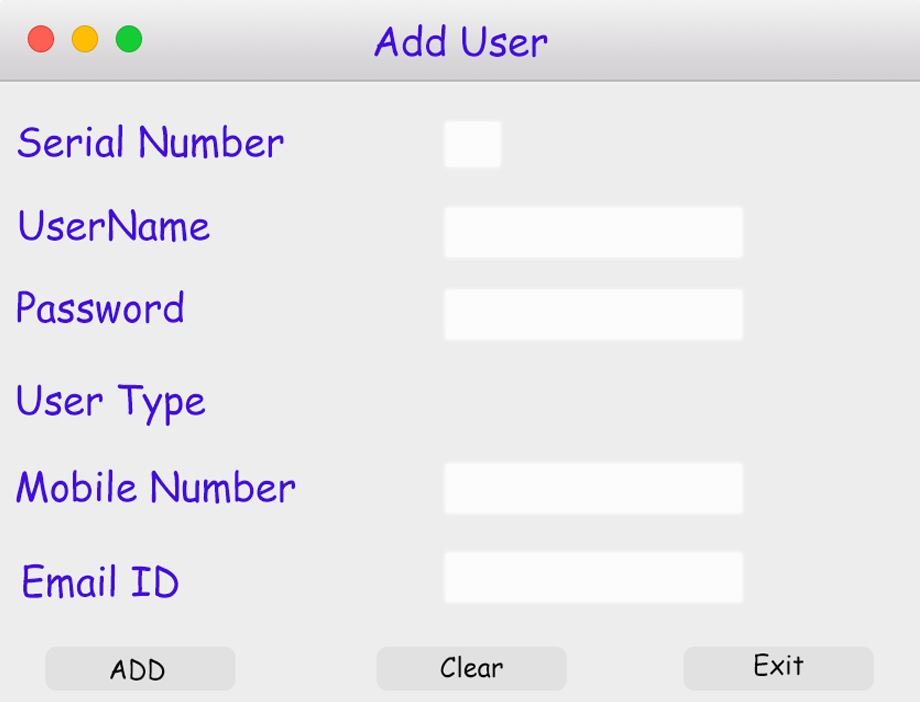 Add User
Serial Number
UserName
Password
User Type
Mobile Number
Email ID
ADD Clear Exit